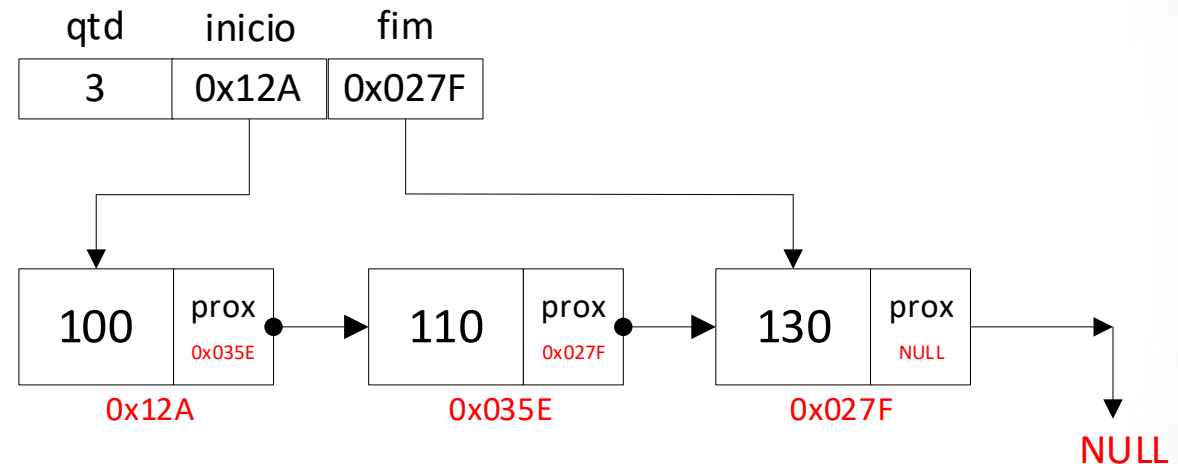 qtd inicio fim
3 0x12A 0x027F
100 prox 110 prox 130 prox
0x035E 0x027F NULL
0x12A 0x035E 0x027F
NULL